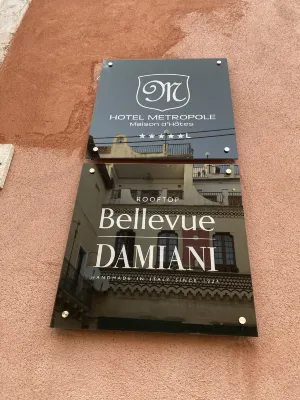 M
HOTEL METROPOLE
Maison d'Hôtes
★★★★★L
ROOFTOP
Bellevue
DAMIANI
HANDMADE IN ITALY SINCE 1924